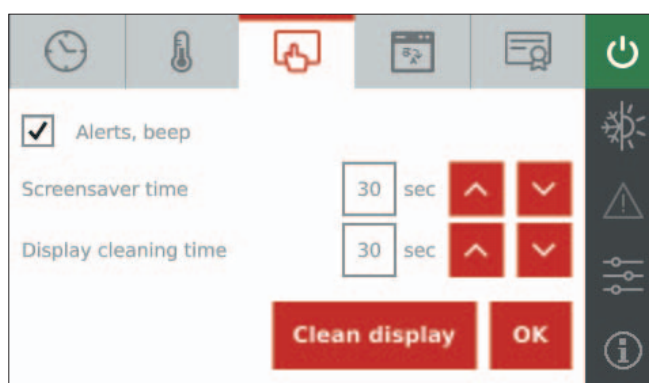 Alerts, beep
Screensaver time 30 sec
Display cleaning time 30 sec
Clean display OK